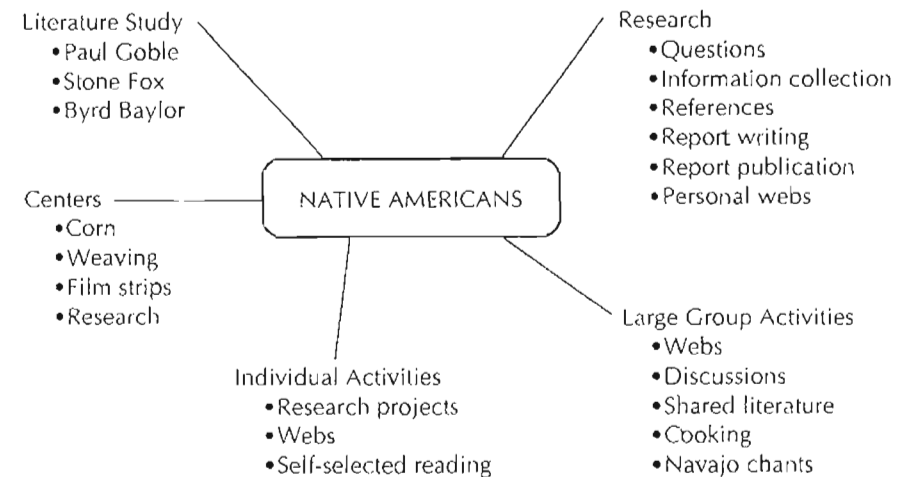 Literature Study
•Paul Goble
•Stone Fox
•Byrd Baylor
Research
•Questions
•Information collection
•References
•Report writing
•Report publication
•Personal webs
NATIVE AMERICANS
Centers
•Corn
•Weaving
•Film strips
•Research
Individual Activities
•Research projects
•Webs
•Self-selected reading
Large Group Activities
•Webs
•Discussions
•Shared literature
•Cooking
•Navajo chants